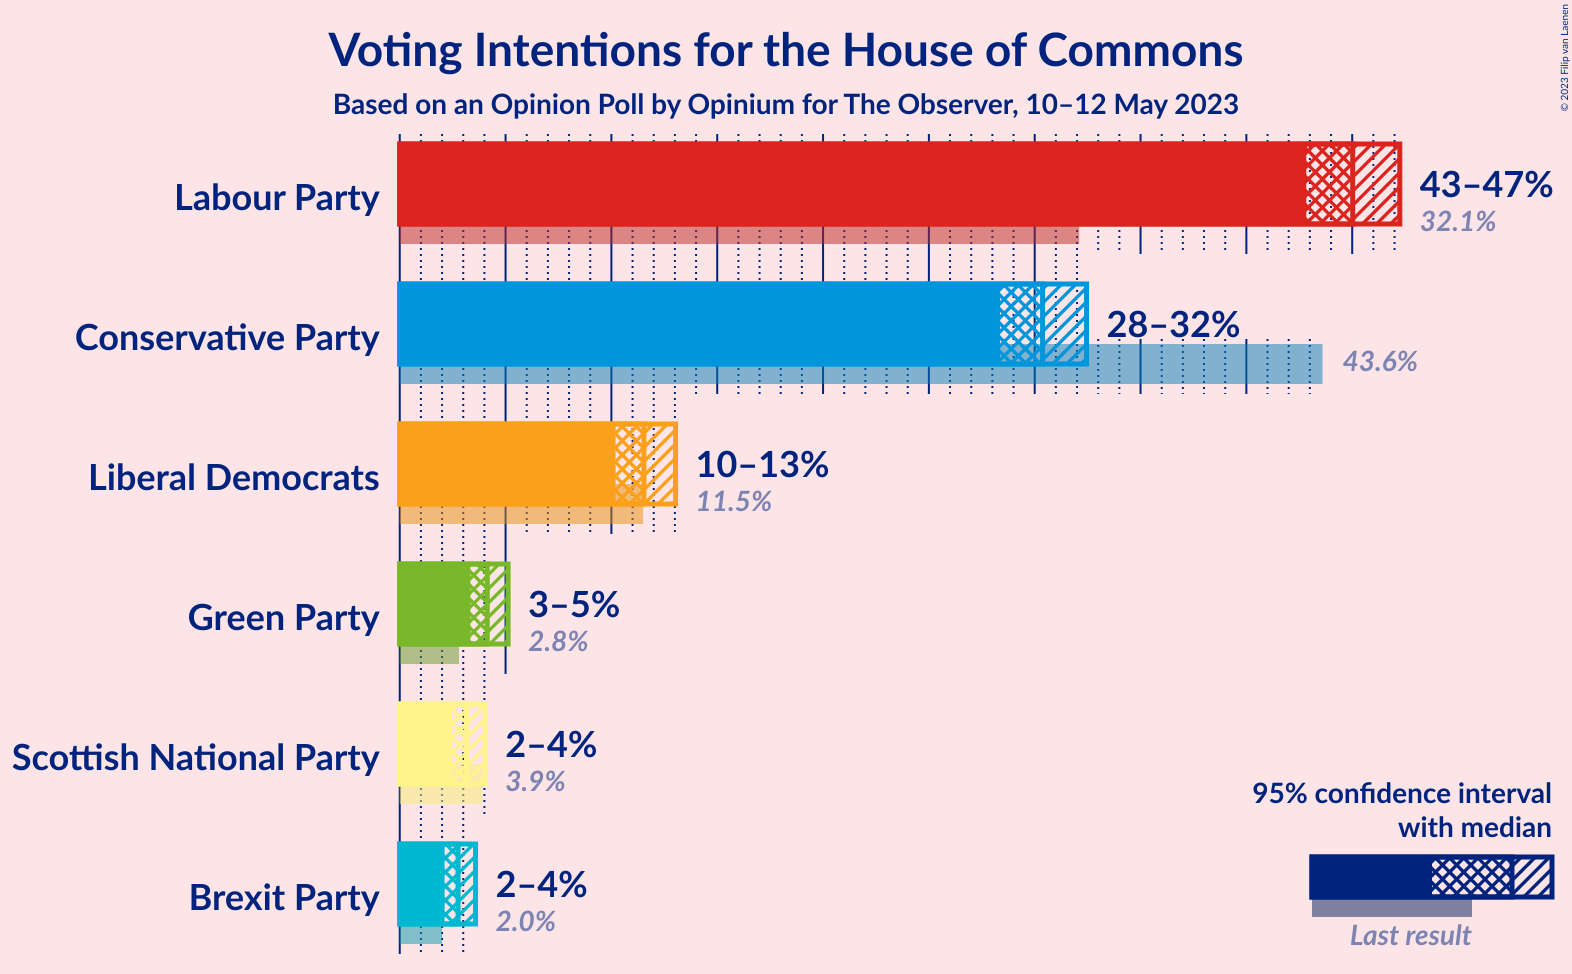 Voting Intentions for the House of Commons
Based on an Opinion Poll by Opinium for The Observer, 10–12 May 2023
© 2023 Filip van Laenen
Labour Party
43–47%
32.1%
Conservative Party
28–32%
43.6%
Liberal Democrats
10–13%
11.5%
Green Party
3–5%
2.8%
Scottish National Party
2–4%
3.9%
Brexit Party
2–4%
2.0%
95% confidence interval
with median
Last result